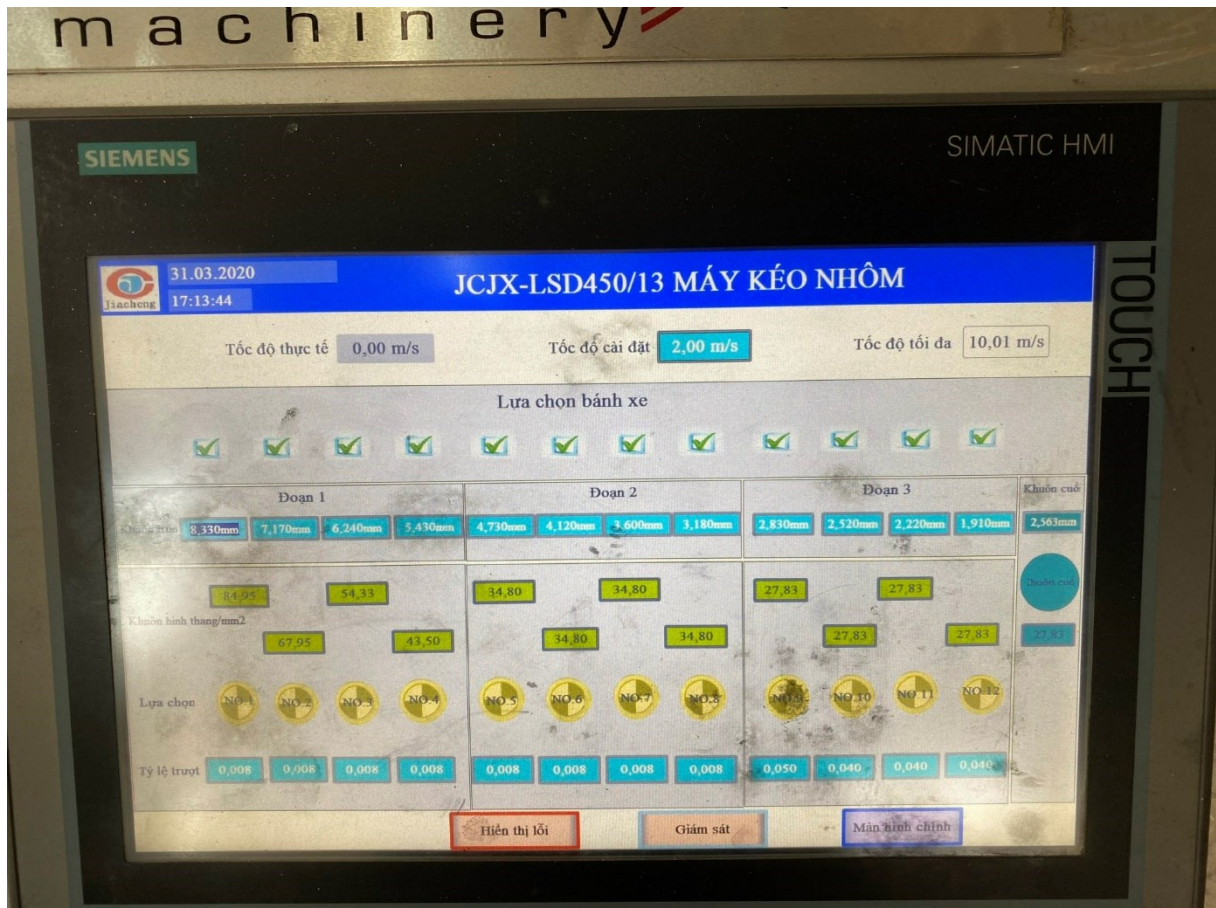 machinery
SIEMENS
SIMATIC HMI
TOUCH
Jiacheng
31.03.2020
17:13:44
JCJX-LSD450/13 MÁY KÉO NHÔM
Tốc độ thực tế 0,00 m/s Tốc độ cài đặt 2,00 m/s Tốc độ tối đa 10,01 m/s
Lựa chọn bánh xe
Đoạn 1 Đoạn 2 Đoạn 3 Khuôn cuố
Khuôn tròn 8,330mm 7,170mm 6,240mm 5,430mm 4,730mm 4,120mm 3,600mm 3,180mm 2,830mm 2,520mm 2,220mm 1,910mm 2,563mm
84,95 54,33 34,80 34,80 27,83 27,83
Khuôn hình thang/mm2
67,95 43,50 34,80 34,80 27,83 27,83 27,83
Lựa chọn NO.1 NO.2 NO.3 NO.4 NO.5 NO.6 NO.7 NO.8 NO.9 NO.10 NO.11 NO.12
Tỷ lệ trượt 0,008 0,008 0,008 0,008 0,008 0,008 0,008 0,008 0,050 0,040 0,040 0,040
Hiển thị lỗi Giám sát Màn hình chính